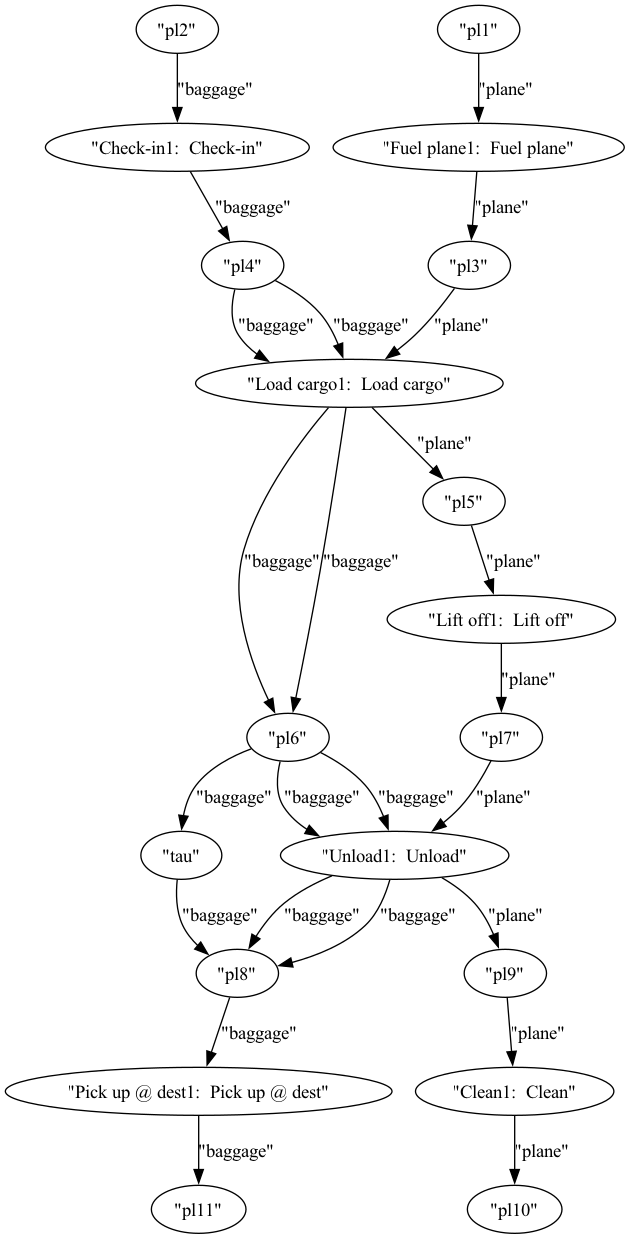 "pl2" "pl1"
"baggage" "plane"
"Check-in1:  Check-in" "Fuel plane1:  Fuel plane"
"baggage" "plane"
"pl4" "pl3"
"baggage" "baggage" "plane"
"Load cargo1:  Load cargo"
"plane"
"pl5"
"baggage" "baggage" "plane"
"Lift off1:  Lift off"
"plane"
"pl6" "pl7"
"baggage" "baggage" "baggage" "plane"
"tau" "Unload1:  Unload"
"baggage" "baggage" "baggage" "plane"
"pl8" "pl9"
"baggage" "plane"
"Pick up @ dest1:  Pick up @ dest" "Clean1:  Clean"
"baggage" "plane"
"pl11" "pl10"